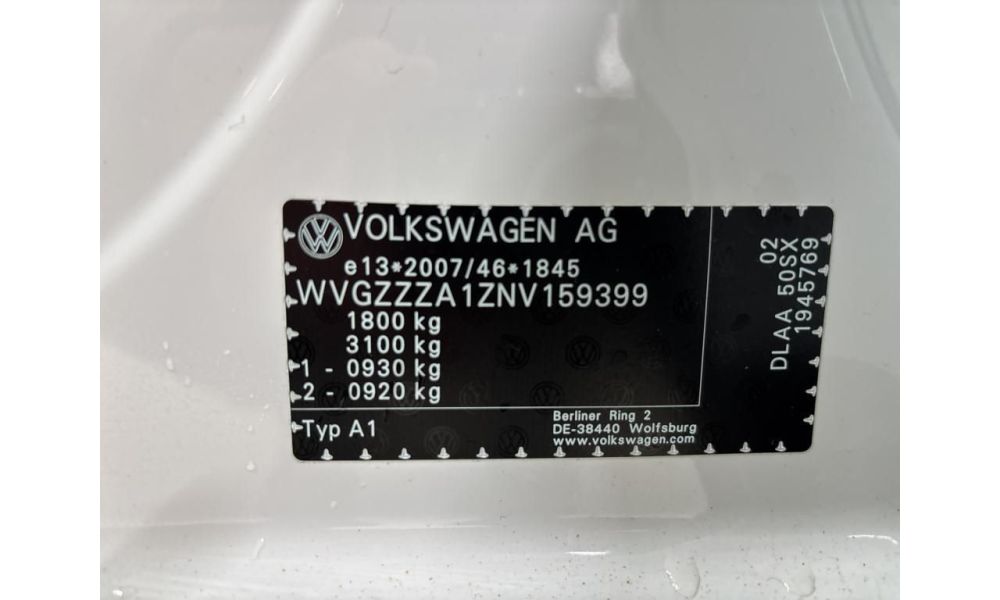 VOLKSWAGEN AG
e13*2007/46*1845
WVGZZZA1ZNV159399
1800 kg
3100 kg
1 - 0930 kg
2 - 0920 kg
Typ A1
Berliner Ring 2
DE-38440 Wolfsburg
www.volkswagen.com
02
DLAA 50SX
1945769